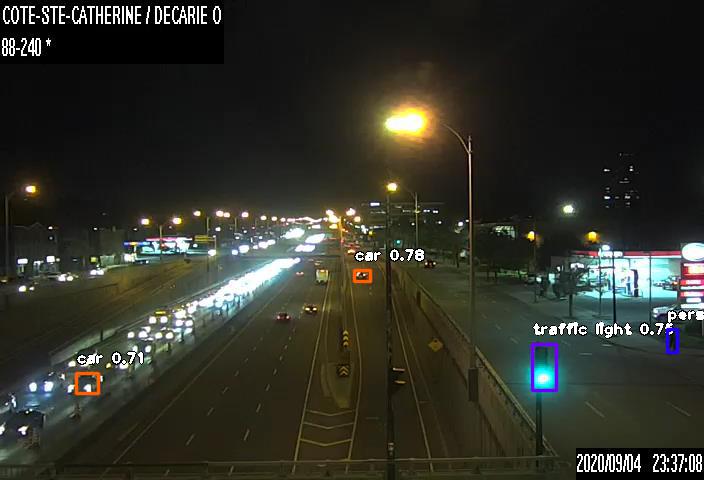 COTE-STE-CATHERINE / DECARIE O
88-240 *
car 0.78
car 0.71
traffic light 0.7
pers
2020/09/04 23:37:08